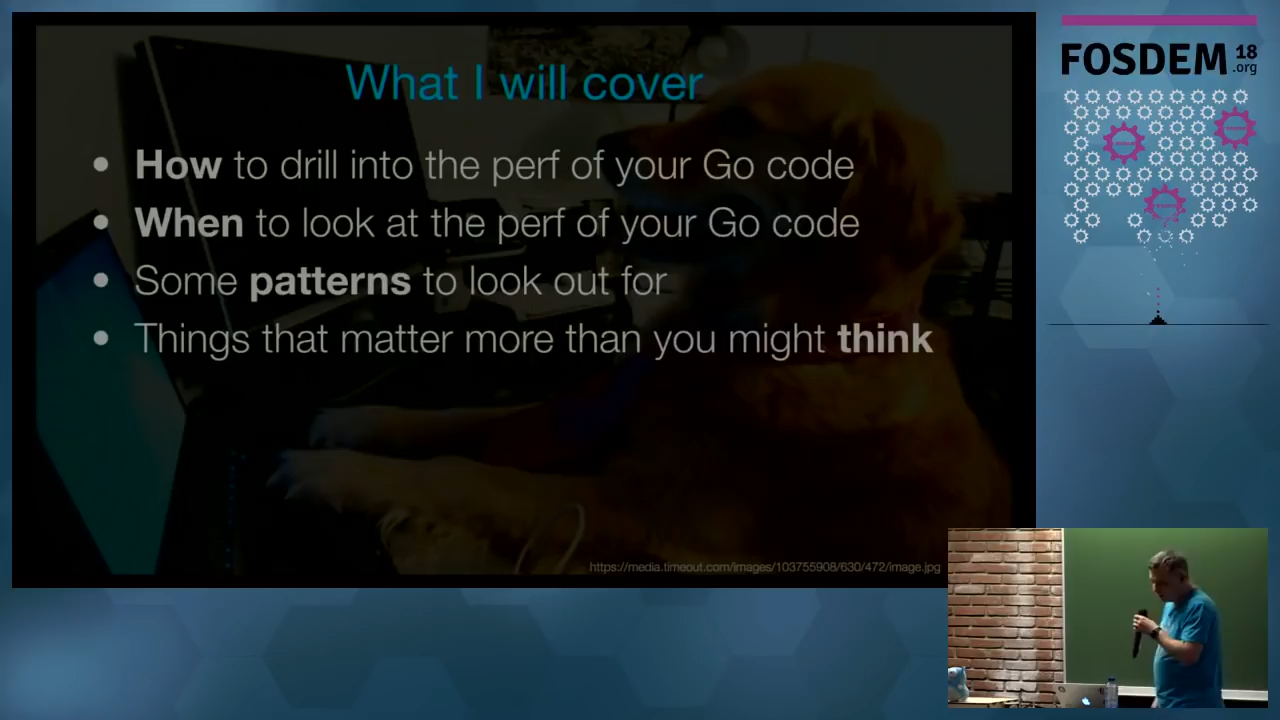 What I will cover
• How to drill into the perf of your Go code
• When to look at the perf of your Go code
• Some patterns to look out for
• Things that matter more than you might think
https://media.timeout.com/images/103755908/630/472/image.jpg
FOSDEM 18
.org